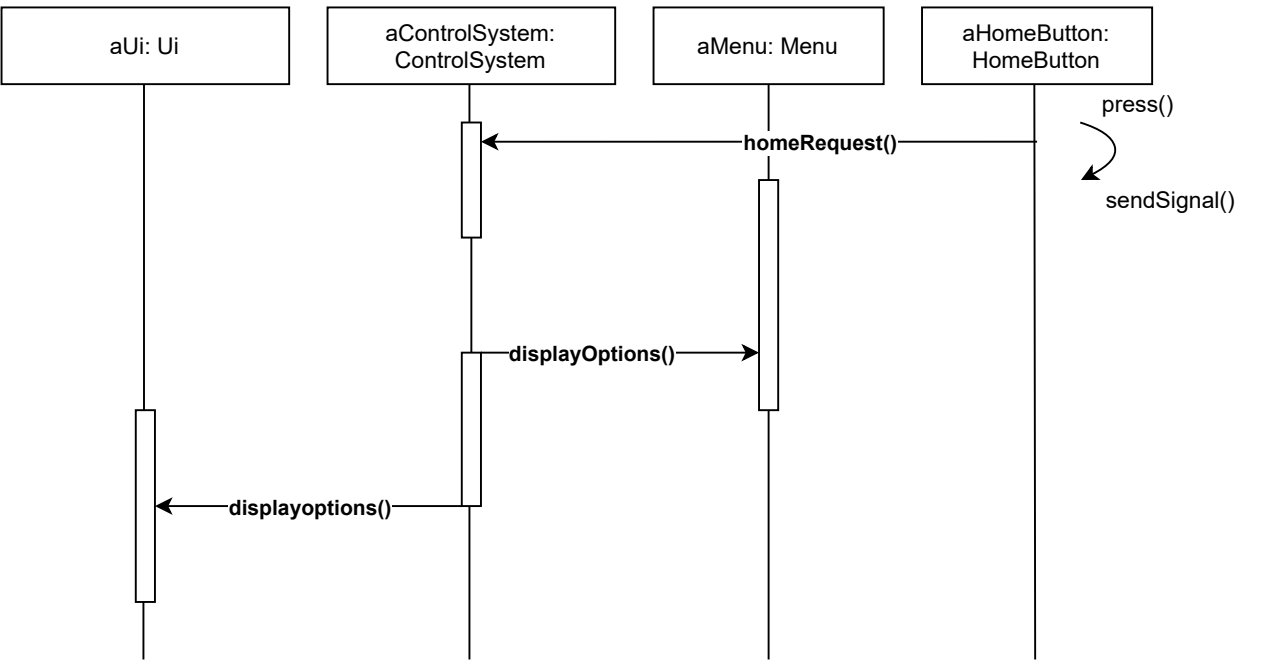 aUi: Ui
aControlSystem:
ControlSystem
aMenu: Menu
aHomeButton:
HomeButton
press()
homeRequest()
sendSignal()
displayOptions()
displayoptions()